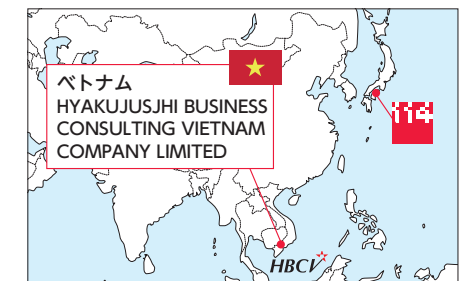 ベトナム
HYAKUJUSJHI BUSINESS
CONSULTING VIETNAM
COMPANY LIMITED
114
HBCV